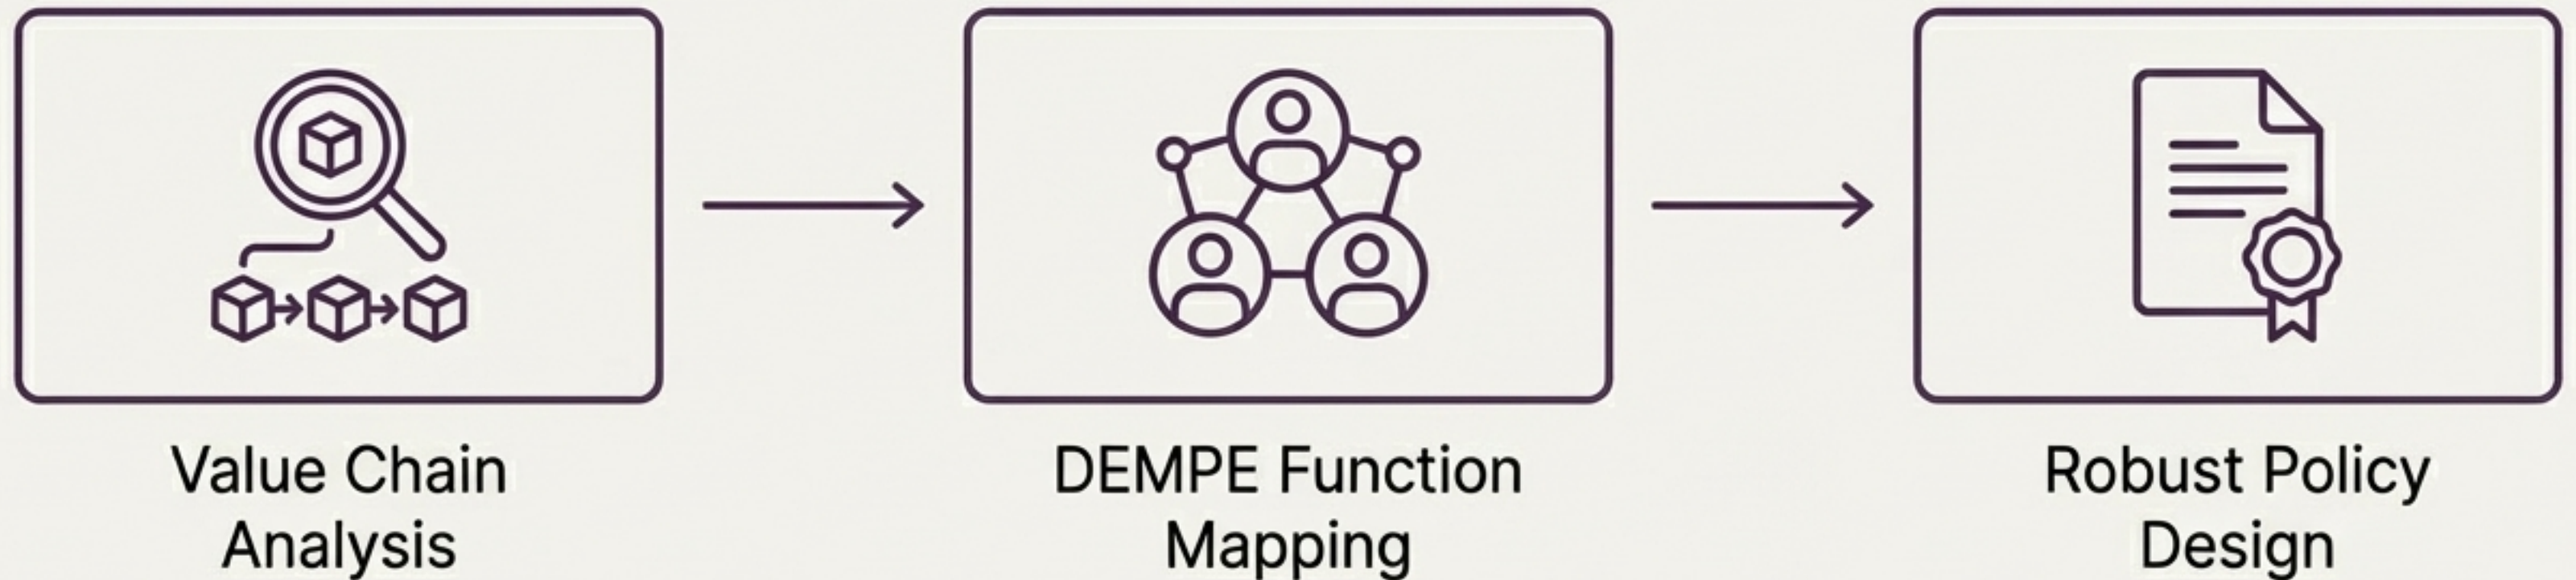 Value Chain
Analysis
DEMPE Function
Mapping
Robust Policy
Design